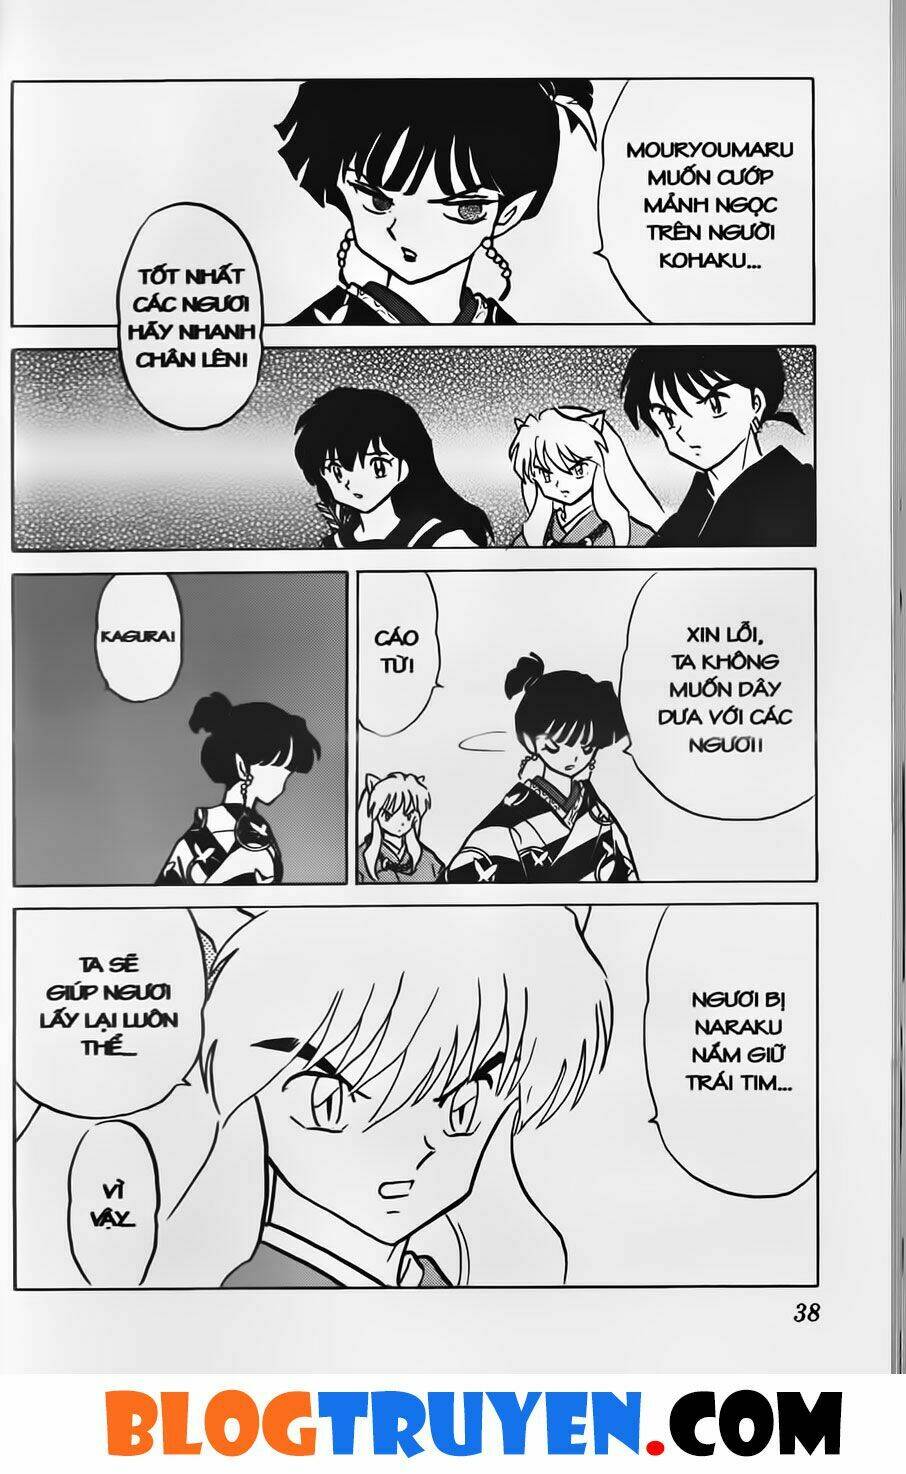 MOURYOUMARU
MUỐN CƯỚP
MẢNH NGỌC
TRÊN NGƯỜI
KOHAKU...
TỐT NHẤT
CÁC NGƯƠI
HÃY NHANH
CHÂN LÊN!
XIN LỖI,
TA KHÔNG
MUỐN DÂY
DƯA VỚI CÁC
NGƯƠI!
CÁO
TỪ!
KAGURA!
NGƯƠI BỊ
NARAKU
NẮM GIỮ
TRÁI TIM...
TA SẼ
GIÚP NGƯƠI
LẤY LẠI LUÔN
THỂ...
VÌ
VẬY...
38
BLOGTRUYEN.COM